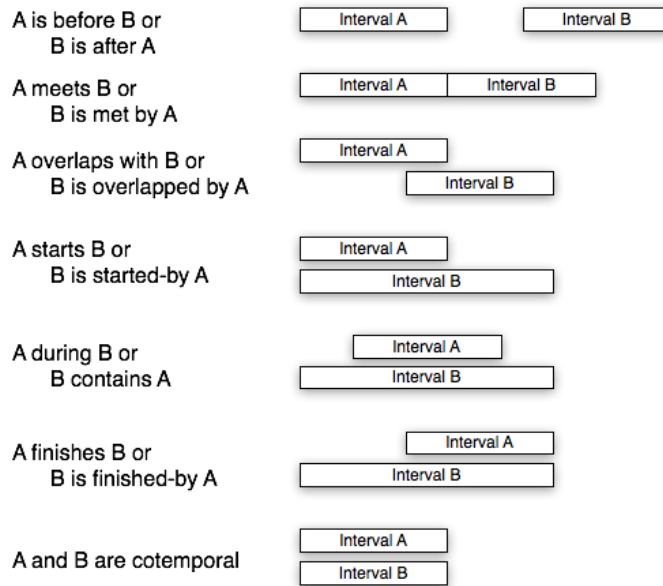 A is before B or
B is after A
Interval A
Interval B
A meets B or
B is met by A
Interval A
Interval B
A overlaps with B or
B is overlapped by A
Interval A
Interval B
A starts B or
B is started-by A
Interval A
Interval B
A during B or
B contains A
Interval A
Interval B
A finishes B or
B is finished-by A
Interval A
Interval B
A and B are cotemporal
Interval A
Interval B